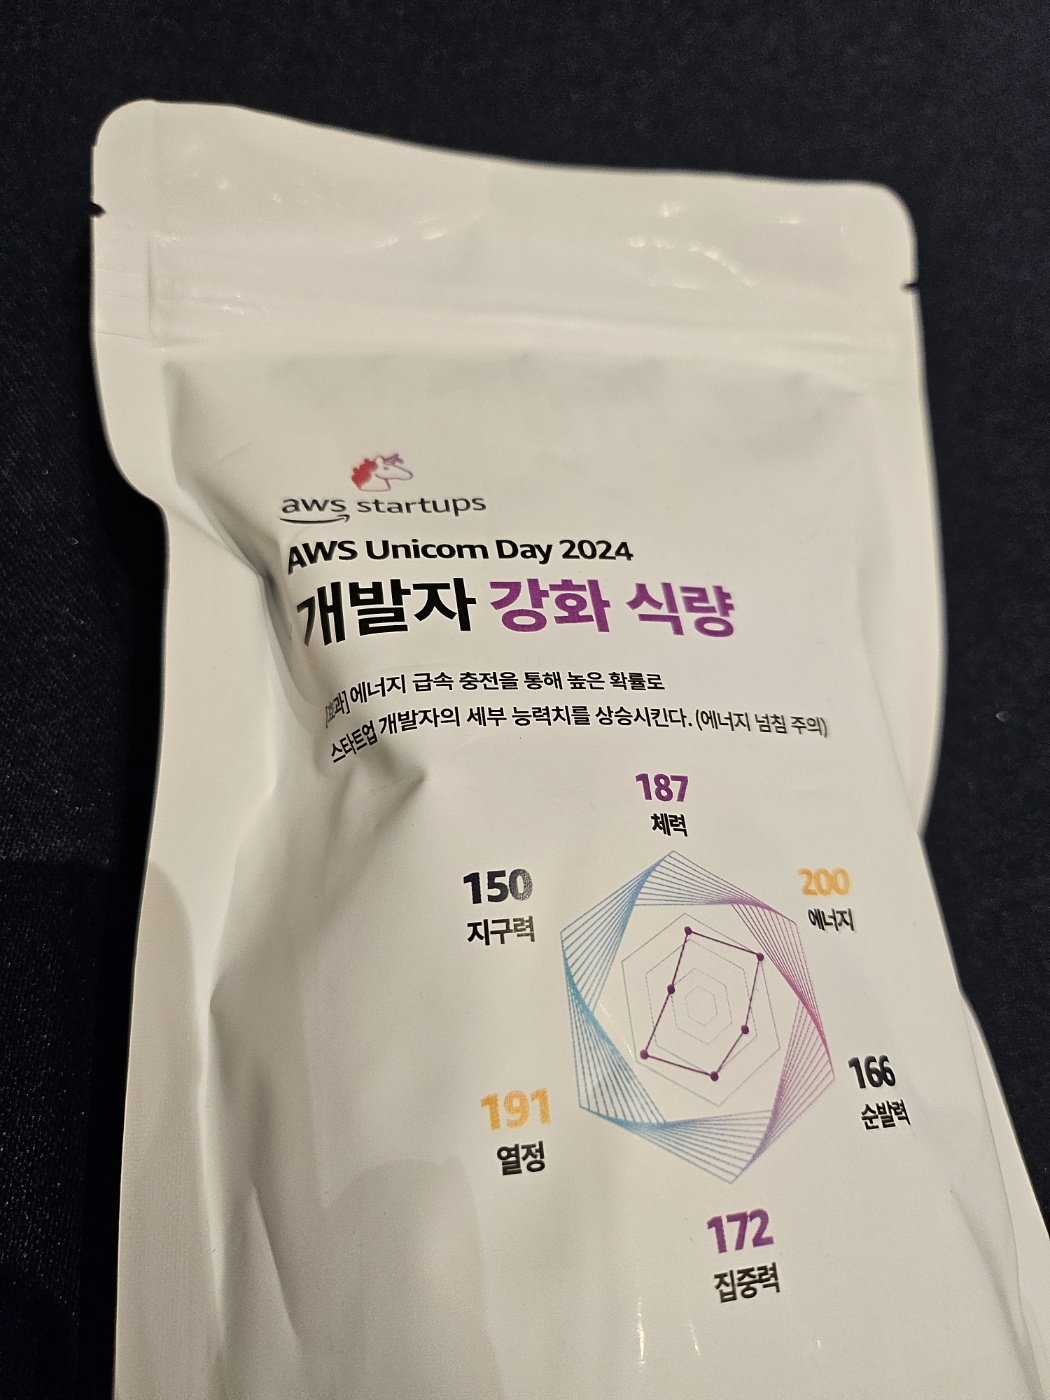 aws startups
AWS Unicorn Day 2024
개발자 강화 식량
[효과] 에너지 급속 충전을 통해 높은 확률로
스타트업 개발자의 세부 능력치를 상승시킨다. (에너지 넘침 주의)
187
체력
150
지구력
200
에너지
166
순발력
191
열정
172
집중력